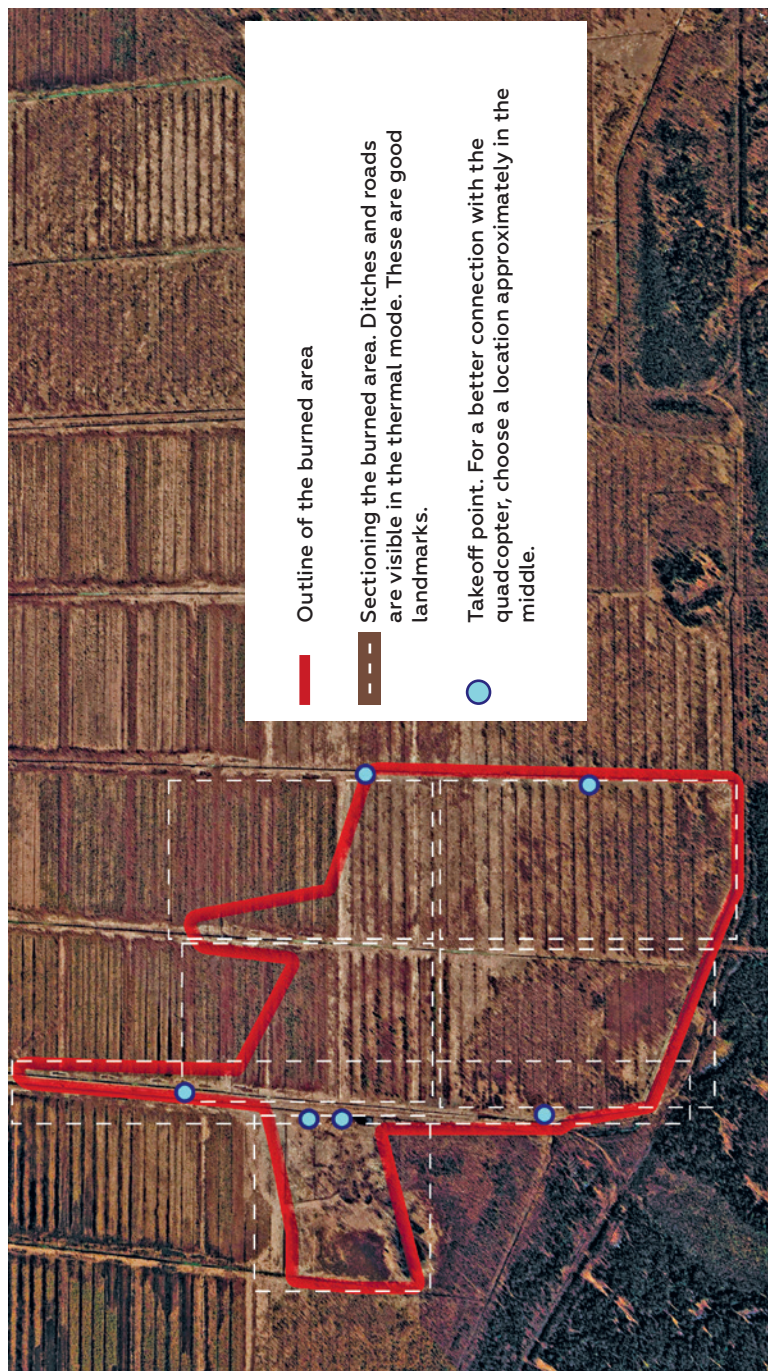 Outline of the burned area
Sectioning the burned area. Ditches and roads
are visible in the thermal mode. These are good
landmarks.
Takeoff point. For a better connection with the
quadcopter, choose a location approximately in the
middle.